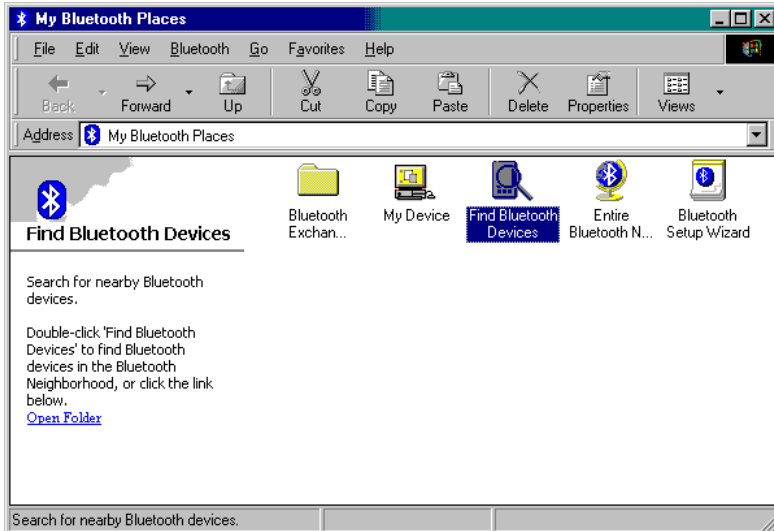 My Bluetooth Places
File Edit View Bluetooth Go Favorites Help
Back Forward Up Cut Copy Paste Delete Properties Views
Address My Bluetooth Places
Find Bluetooth Devices
Search for nearby Bluetooth
devices.
Double-click 'Find Bluetooth
Devices' to find Bluetooth
devices in the Bluetooth
Neighborhood, or click the link
below.
Open Folder
Bluetooth
Exchan...
My Device
Find Bluetooth
Devices
Entire
Bluetooth N...
Bluetooth
Setup Wizard
Search for nearby Bluetooth devices.